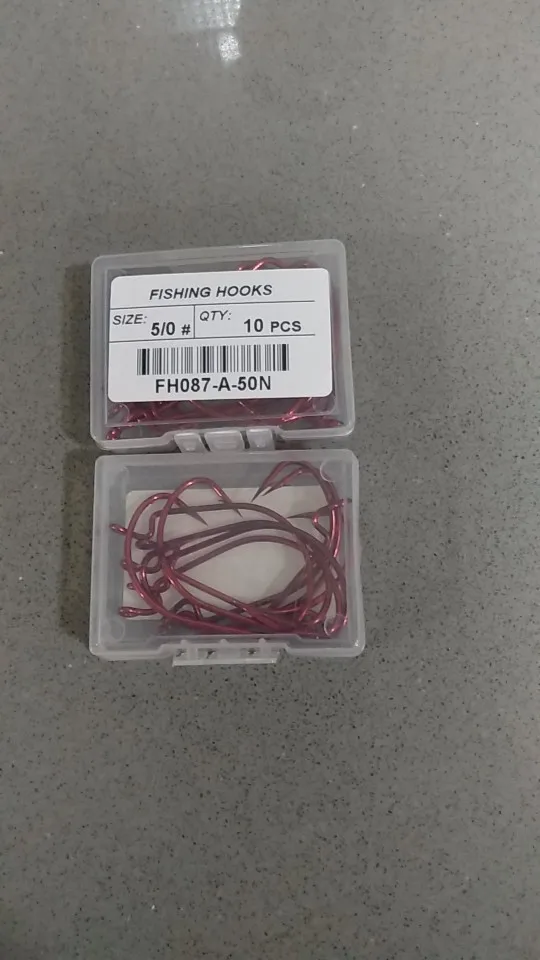 FISHING HOOKS
SIZE: 5/0 # QTY: 10 PCS
FH087-A-50N